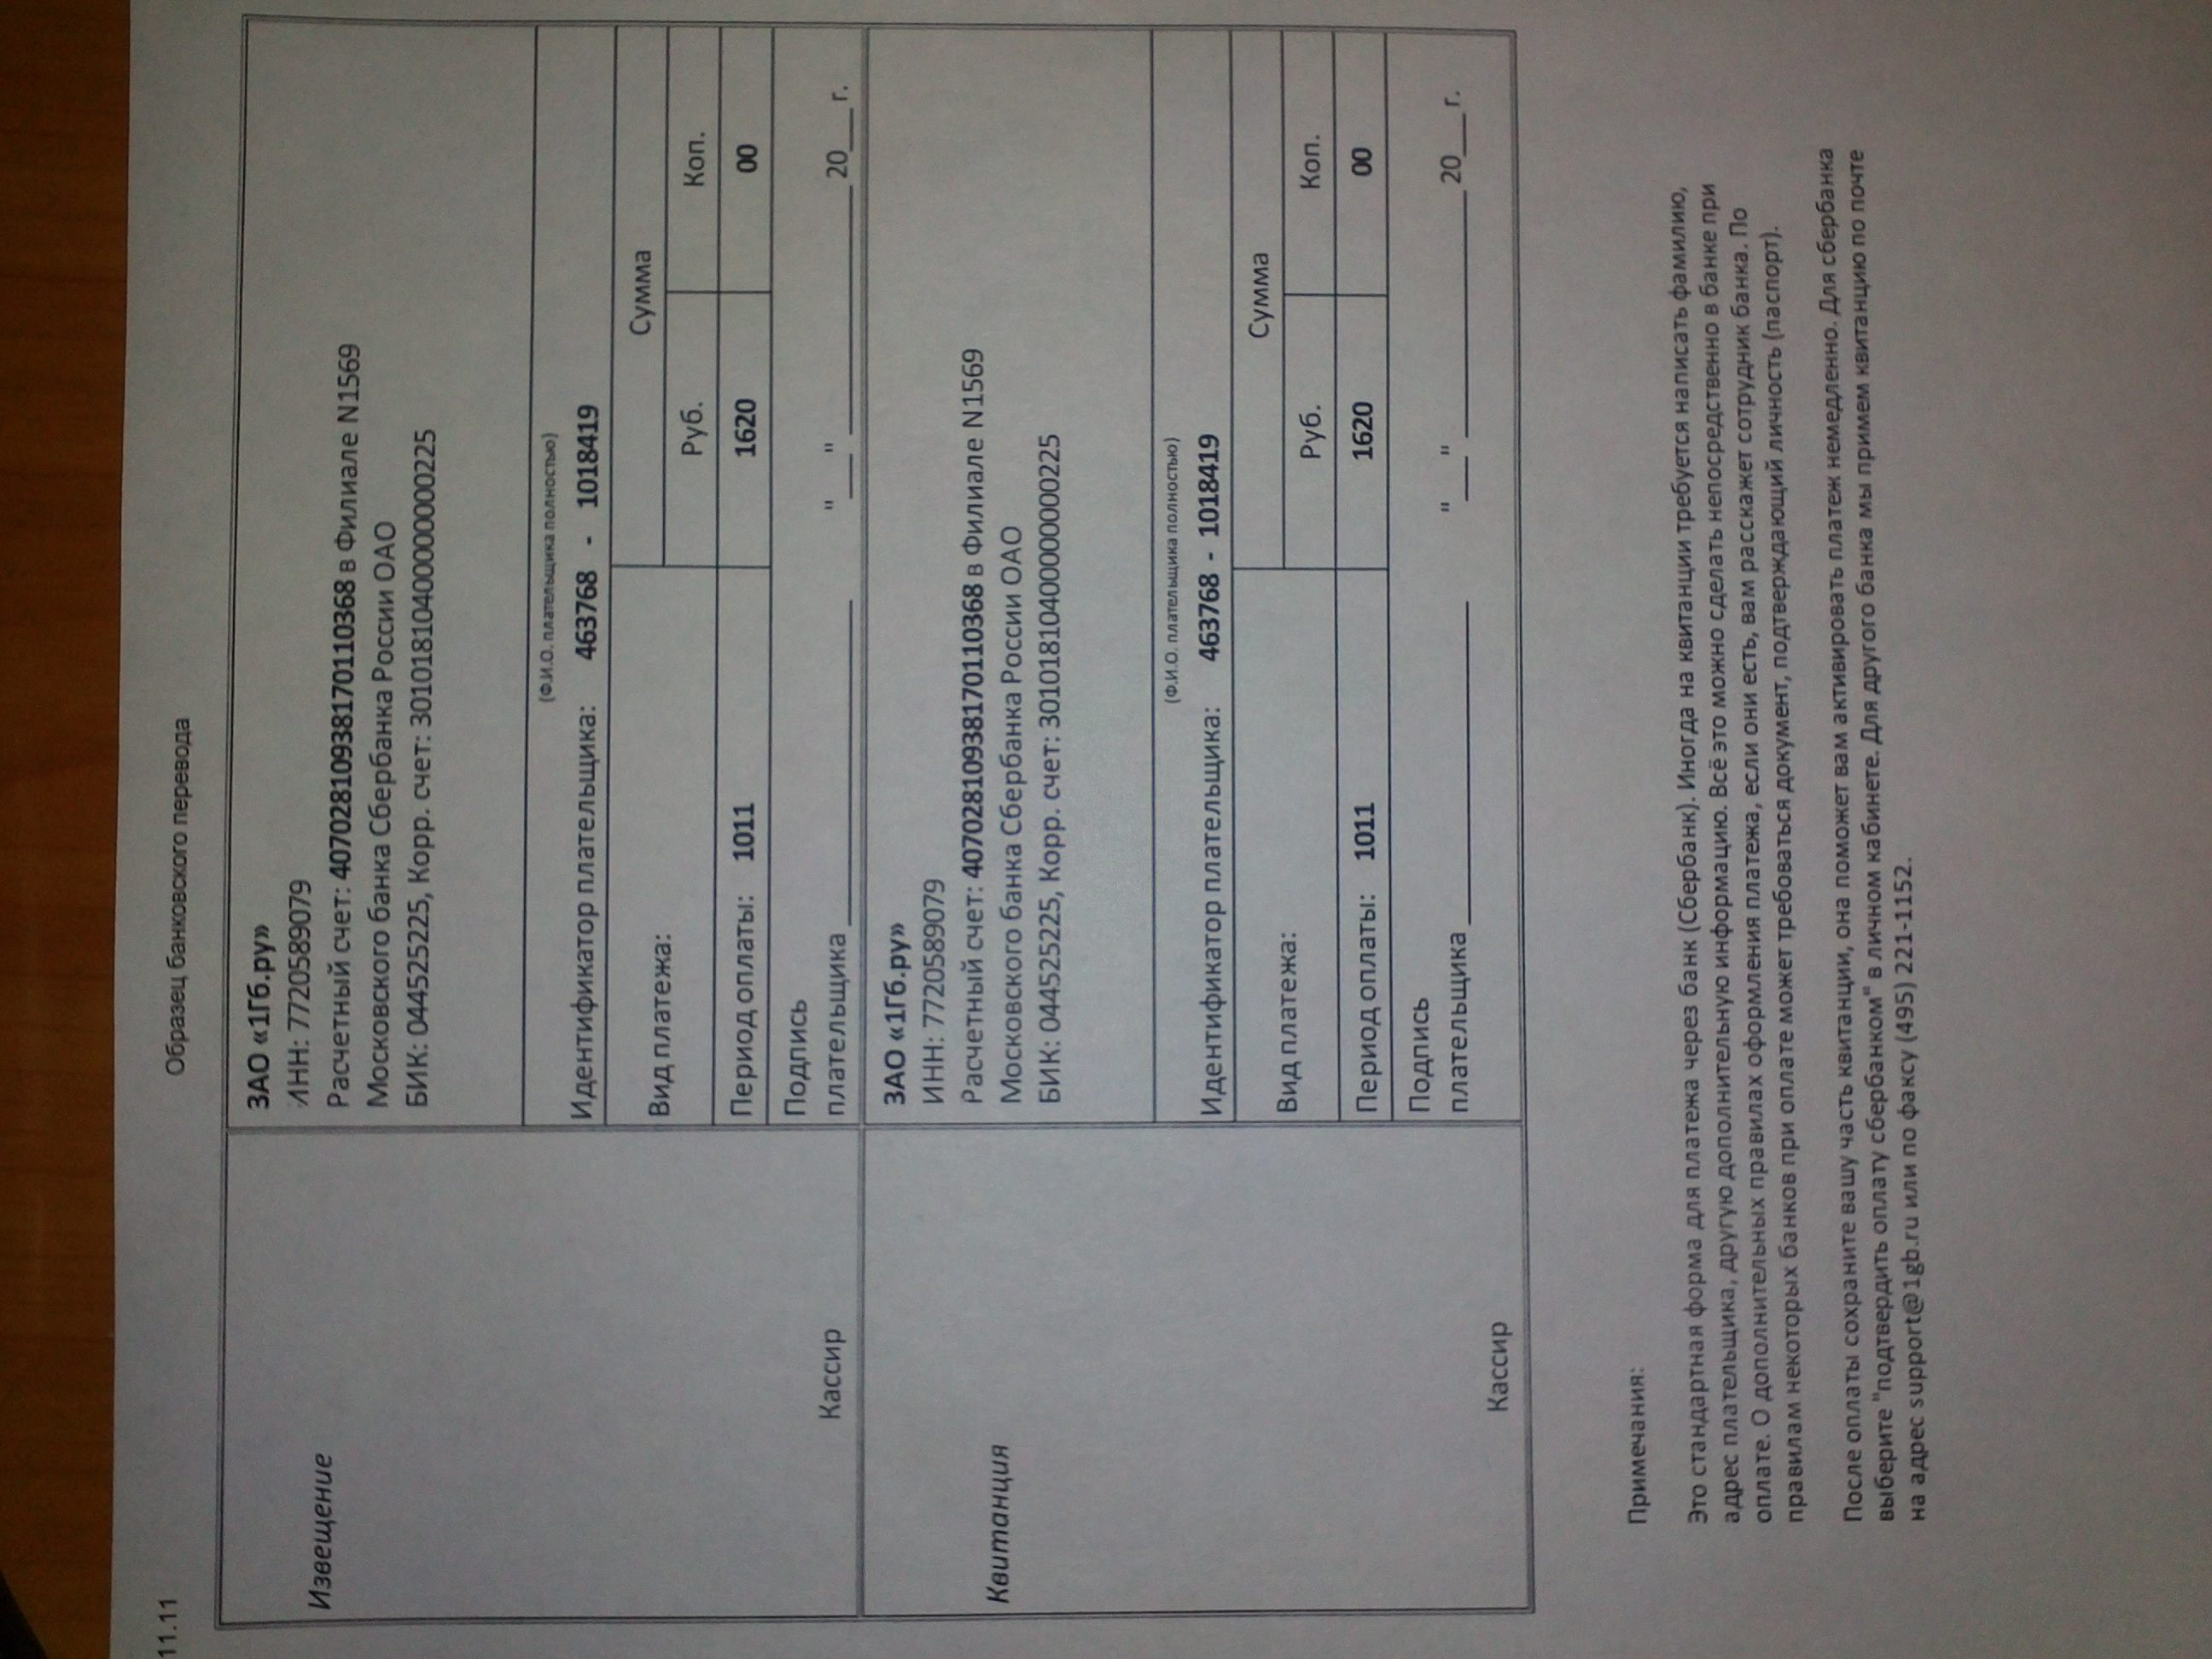 11.11
Образец банковского перевода
Извещение
ЗАО «1Гб.ру»
ИНН: 7720589079
Расчетный счет: 40702810938170110368 в Филиале N1569
Московского банка Сбербанка России ОАО
БИК: 044525225, Корр. счет: 30101810400000000225
(Ф.И.О. плательщика полностью)
Идентификатор плательщика: 463768 - 1018419
Вид платежа:
Сумма
Руб. Коп.
Период оплаты: 1011 1620 00
Подпись
плательщика ____________ " __ " ____________ 20___г.
Кассир
Квитанция
ЗАО «1Гб.ру»
ИНН: 7720589079
Расчетный счет: 40702810938170110368 в Филиале N1569
Московского банка Сбербанка России ОАО
БИК: 044525225, Корр. счет: 30101810400000000225
(Ф.И.О. плательщика полностью)
Идентификатор плательщика: 463768 - 1018419
Вид платежа:
Сумма
Руб. Коп.
Период оплаты: 1011 1620 00
Подпись
плательщика ____________ " __ " ____________ 20___г.
Кассир
Примечания:
Это стандартная форма для платежа через банк (Сбербанк). Иногда на квитанции требуется написать фамилию,
адрес плательщика, другую дополнительную информацию. Всё это можно сделать непосредственно в банке при
оплате. О дополнительных правилах оформления платежа, если они есть, вам расскажет сотрудник банка. По
правилам некоторых банков при оплате может требоваться документ, подтверждающий личность (паспорт).
После оплаты сохраните вашу часть квитанции, она поможет вам активировать платеж немедленно. Для сбербанка
выберите "подтвердить оплату сбербанком" в личном кабинете. Для другого банка мы примем квитанцию по почте
на адрес support@1gb.ru или по факсу (495) 221-1152.